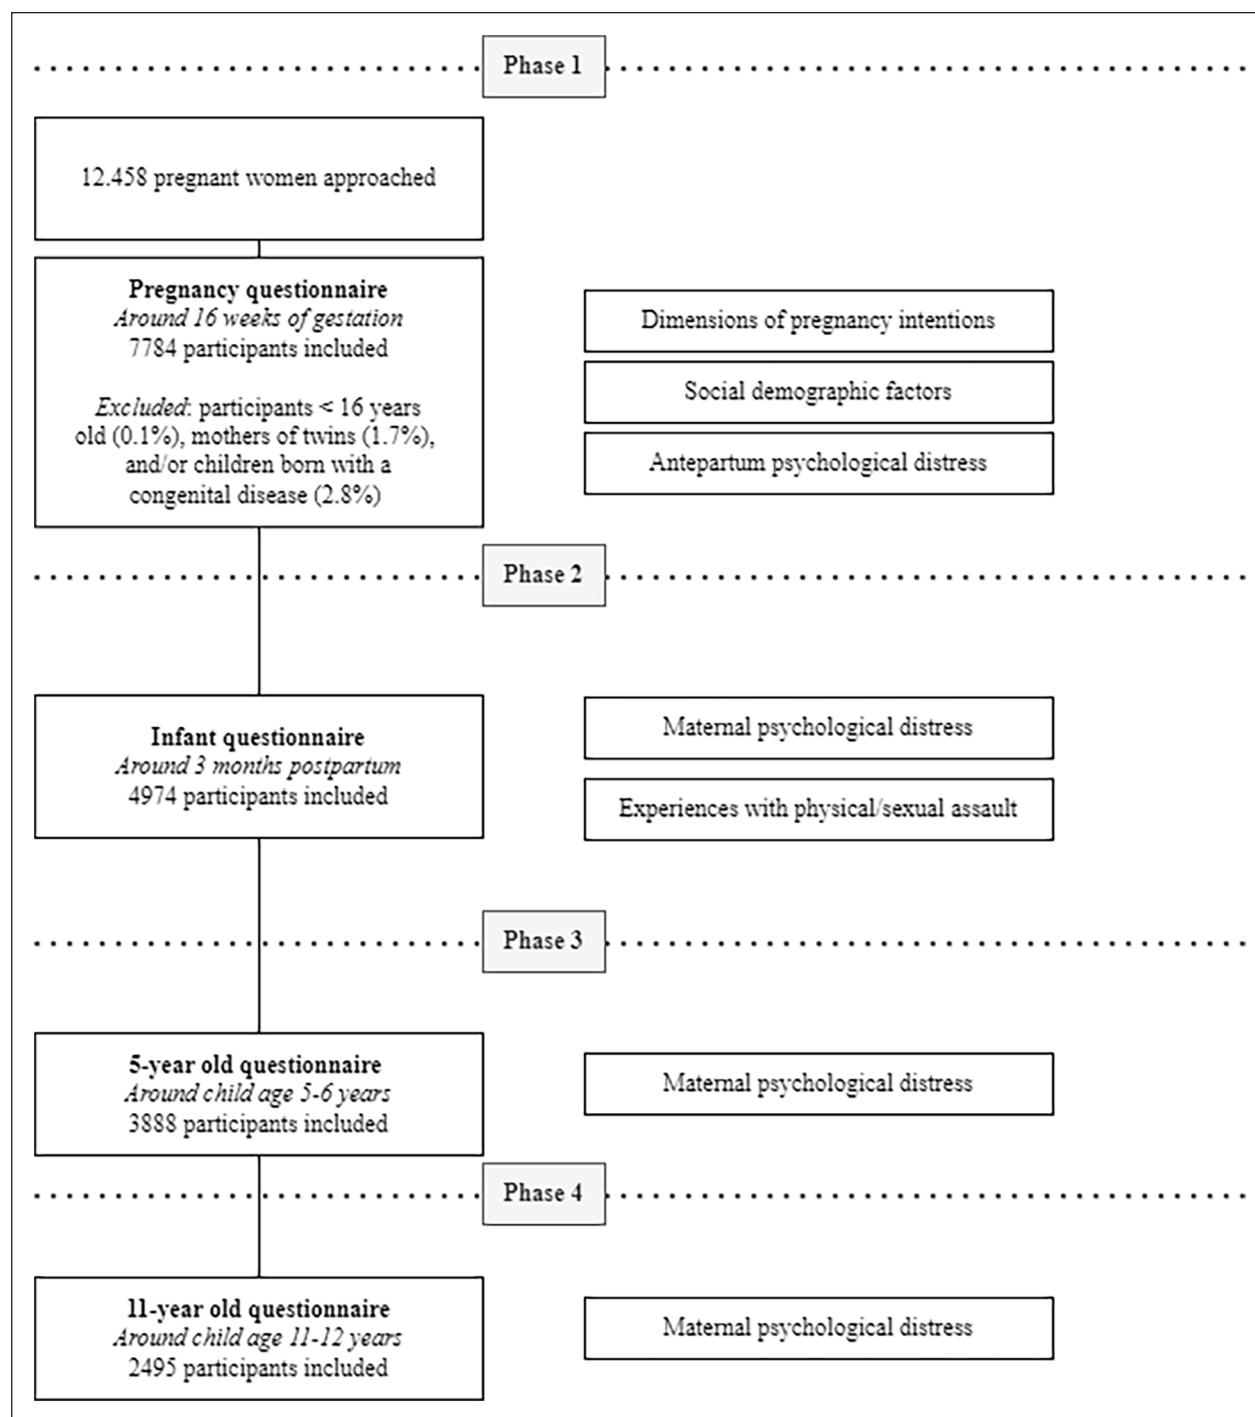 Phase 1
12.458 pregnant women approached
Pregnancy questionnaire
Around 16 weeks of gestation
7784 participants included
Excluded: participants < 16 years
old (0.1%), mothers of twins (1.7%),
and/or children born with a
congenital disease (2.8%)
Dimensions of pregnancy intentions
Social demographic factors
Antepartum psychological distress
Phase 2
Infant questionnaire
Around 3 months postpartum
4974 participants included
Maternal psychological distress
Experiences with physical/sexual assault
Phase 3
5-year old questionnaire
Around child age 5-6 years
3888 participants included
Maternal psychological distress
Phase 4
11-year old questionnaire
Around child age 11-12 years
2495 participants included
Maternal psychological distress